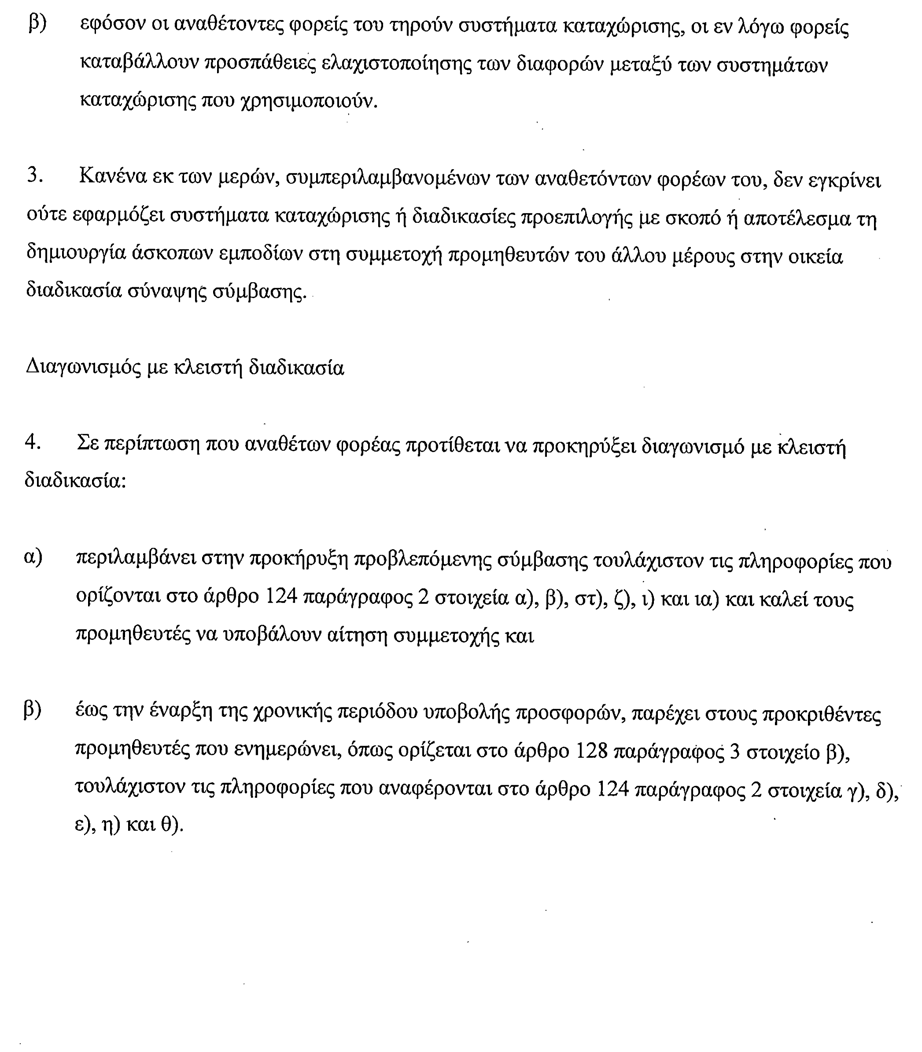 β) εφόσον οι αναθέτοντες φορείς του τηρούν συστήματα καταχώρισης, οι εν λόγω φορείς
καταβάλλουν προσπάθειες ελαχιστοποίησης των διαφορών μεταξύ των συστημάτων
καταχώρισης που χρησιμοποιούν.
3. Κανένα εκ των μερών, συμπεριλαμβανομένων των αναθετόντων φορέων του, δεν εγκρίνει
ούτε εφαρμόζει συστήματα καταχώρισης ή διαδικασίες προεπιλογής με σκοπό ή αποτέλεσμα τη
δημιουργία άσκοπων εμποδίων στη συμμετοχή προμηθευτών του άλλου μέρους στην οικεία
διαδικασία σύναψης σύμβασης.
Διαγωνισμός με κλειστή διαδικασία
4. Σε περίπτωση που αναθέτων φορέας προτίθεται να προκηρύξει διαγωνισμό με κλειστή
διαδικασία:
α) περιλαμβάνει στην προκήρυξη προβλεπόμενης σύμβασης τουλάχιστον τις πληροφορίες που
ορίζονται στο άρθρο 124 παράγραφος 2 στοιχεία α), β), στ), ζ), ι) και ια) και καλεί τους
προμηθευτές να υποβάλουν αίτηση συμμετοχής και
β) έως την έναρξη της χρονικής περιόδου υποβολής προσφορών, παρέχει στους προκριθέντες
προμηθευτές που ενημερώνει, όπως ορίζεται στο άρθρο 128 παράγραφος 3 στοιχείο β),
τουλάχιστον τις πληροφορίες που αναφέρονται στο άρθρο 124 παράγραφος 2 στοιχεία γ), δ),
ε), η) και θ).